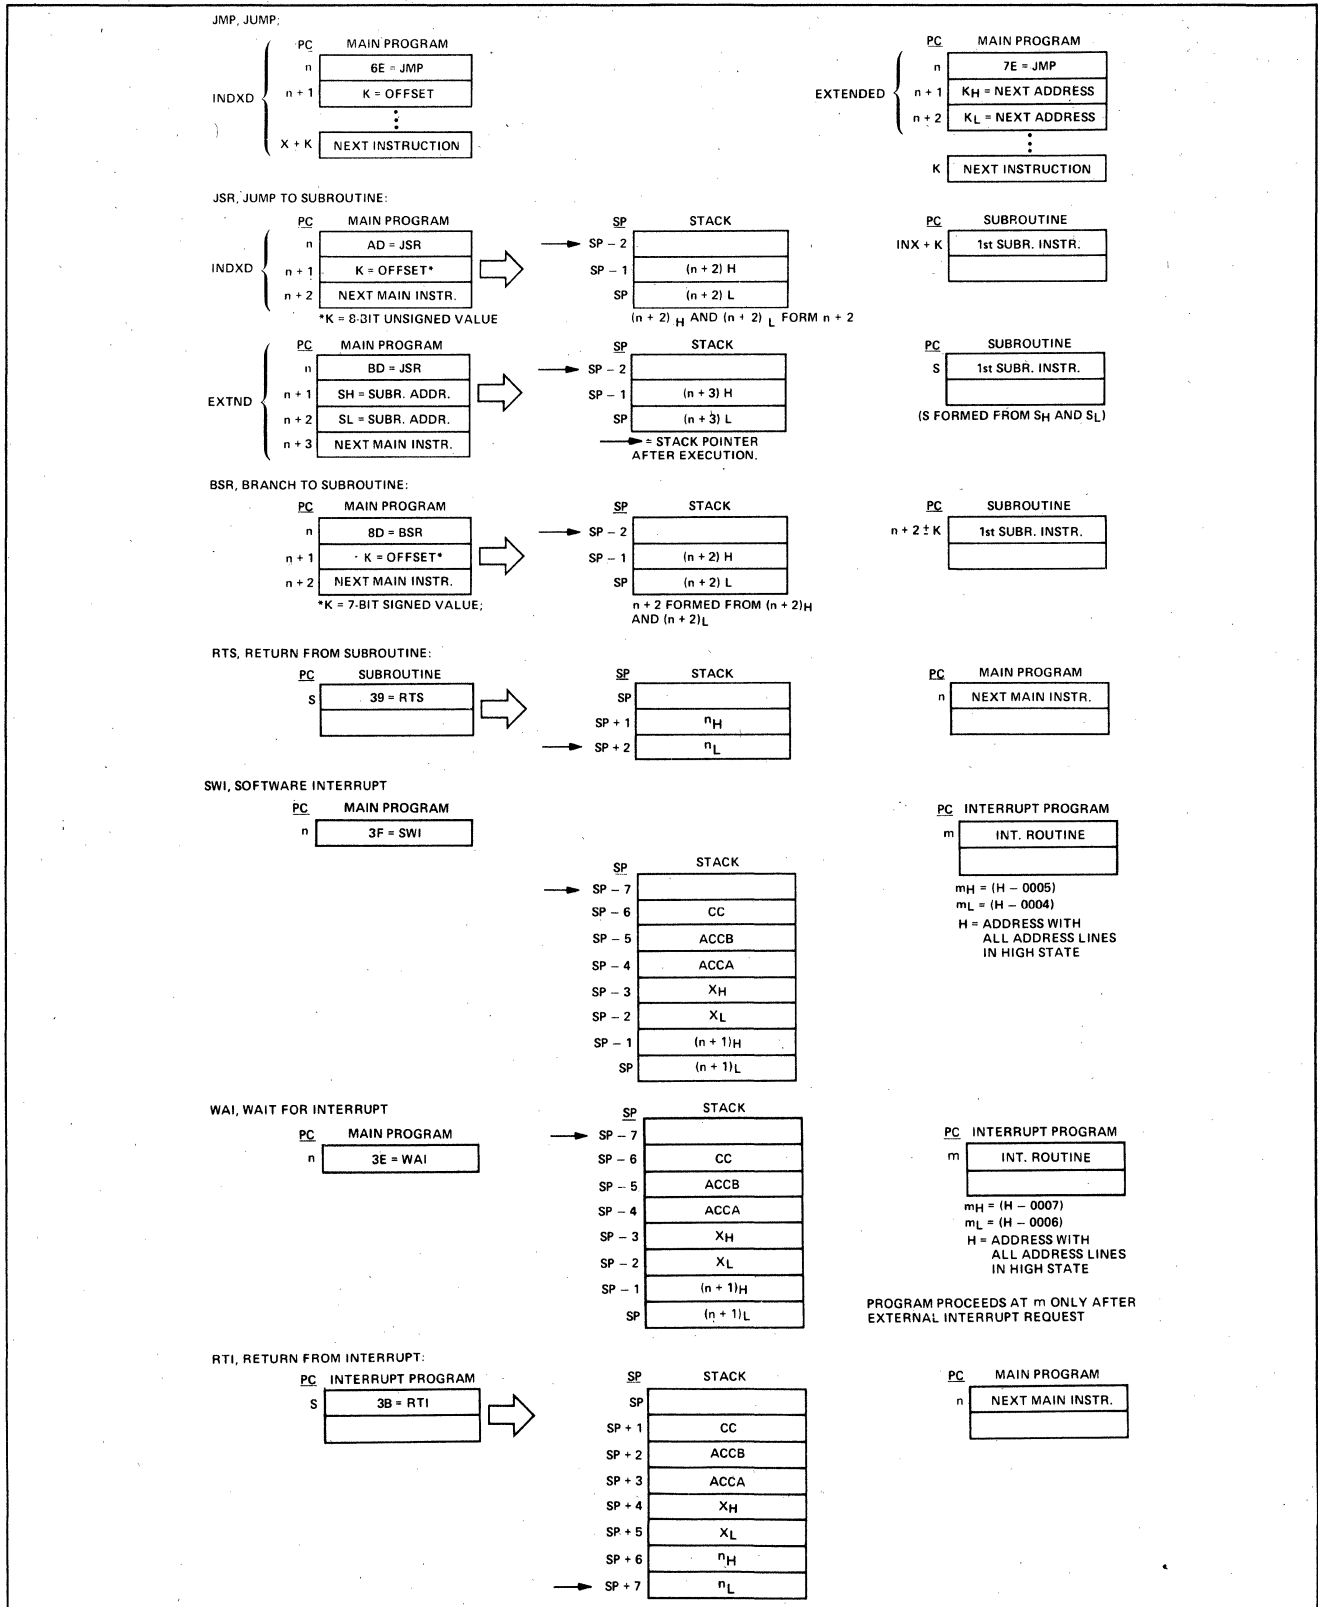 JMP, JUMP;
PC MAIN PROGRAM
n 6E = JMP
INDXD n + 1 K = OFFSET
X + K NEXT INSTRUCTION
PC MAIN PROGRAM
n 7E = JMP
EXTENDED n + 1 KH = NEXT ADDRESS
n + 2 KL = NEXT ADDRESS
K NEXT INSTRUCTION
JSR, JUMP TO SUBROUTINE:
PC MAIN PROGRAM
n AD = JSR
INDXD n + 1 K = OFFSET*
n + 2 NEXT MAIN INSTR.
*K = 8-BIT UNSIGNED VALUE
SP STACK
SP – 2
SP – 1 (n + 2) H
SP (n + 2) L
(n + 2) H AND (n + 2) L FORM n + 2
PC SUBROUTINE
INX + K 1st SUBR. INSTR.
PC MAIN PROGRAM
n BD = JSR
EXTND n + 1 SH = SUBR. ADDR.
n + 2 SL = SUBR. ADDR.
n + 3 NEXT MAIN INSTR.
SP STACK
SP – 2
SP – 1 (n + 3) H
SP (n + 3) L
= STACK POINTER
AFTER EXECUTION.
PC SUBROUTINE
S 1st SUBR. INSTR.
(S FORMED FROM SH AND SL)
BSR, BRANCH TO SUBROUTINE:
PC MAIN PROGRAM
n 8D = BSR
n + 1 K = OFFSET*
n + 2 NEXT MAIN INSTR.
*K = 7-BIT SIGNED VALUE;
SP STACK
SP – 2
SP – 1 (n + 2) H
SP (n + 2) L
n + 2 FORMED FROM (n + 2)H
AND (n + 2)L
PC SUBROUTINE
n + 2 ± K 1st SUBR. INSTR.
RTS, RETURN FROM SUBROUTINE:
PC SUBROUTINE
S 39 = RTS
SP STACK
SP
SP + 1 nH
SP + 2 nL
PC MAIN PROGRAM
n NEXT MAIN INSTR.
SWI, SOFTWARE INTERRUPT
PC MAIN PROGRAM
n 3F = SWI
SP STACK
SP – 7
SP – 6 CC
SP – 5 ACCB
SP – 4 ACCA
SP – 3 XH
SP – 2 XL
SP – 1 (n + 1)H
SP (n + 1)L
PC INTERRUPT PROGRAM
m INT. ROUTINE
mH = (H – 0005)
mL = (H – 0004)
H = ADDRESS WITH
ALL ADDRESS LINES
IN HIGH STATE
WAI, WAIT FOR INTERRUPT
PC MAIN PROGRAM
n 3E = WAI
SP STACK
SP – 7
SP – 6 CC
SP – 5 ACCB
SP – 4 ACCA
SP – 3 XH
SP – 2 XL
SP – 1 (n + 1)H
SP (n + 1)L
PC INTERRUPT PROGRAM
m INT. ROUTINE
mH = (H – 0007)
mL = (H – 0006)
H = ADDRESS WITH
ALL ADDRESS LINES
IN HIGH STATE
PROGRAM PROCEEDS AT m ONLY AFTER
EXTERNAL INTERRUPT REQUEST
RTI, RETURN FROM INTERRUPT:
PC INTERRUPT PROGRAM
S 3B = RTI
SP STACK
SP
SP + 1 CC
SP + 2 ACCB
SP + 3 ACCA
SP + 4 XH
SP + 5 XL
SP + 6 nH
SP + 7 nL
PC MAIN PROGRAM
n NEXT MAIN INSTR.